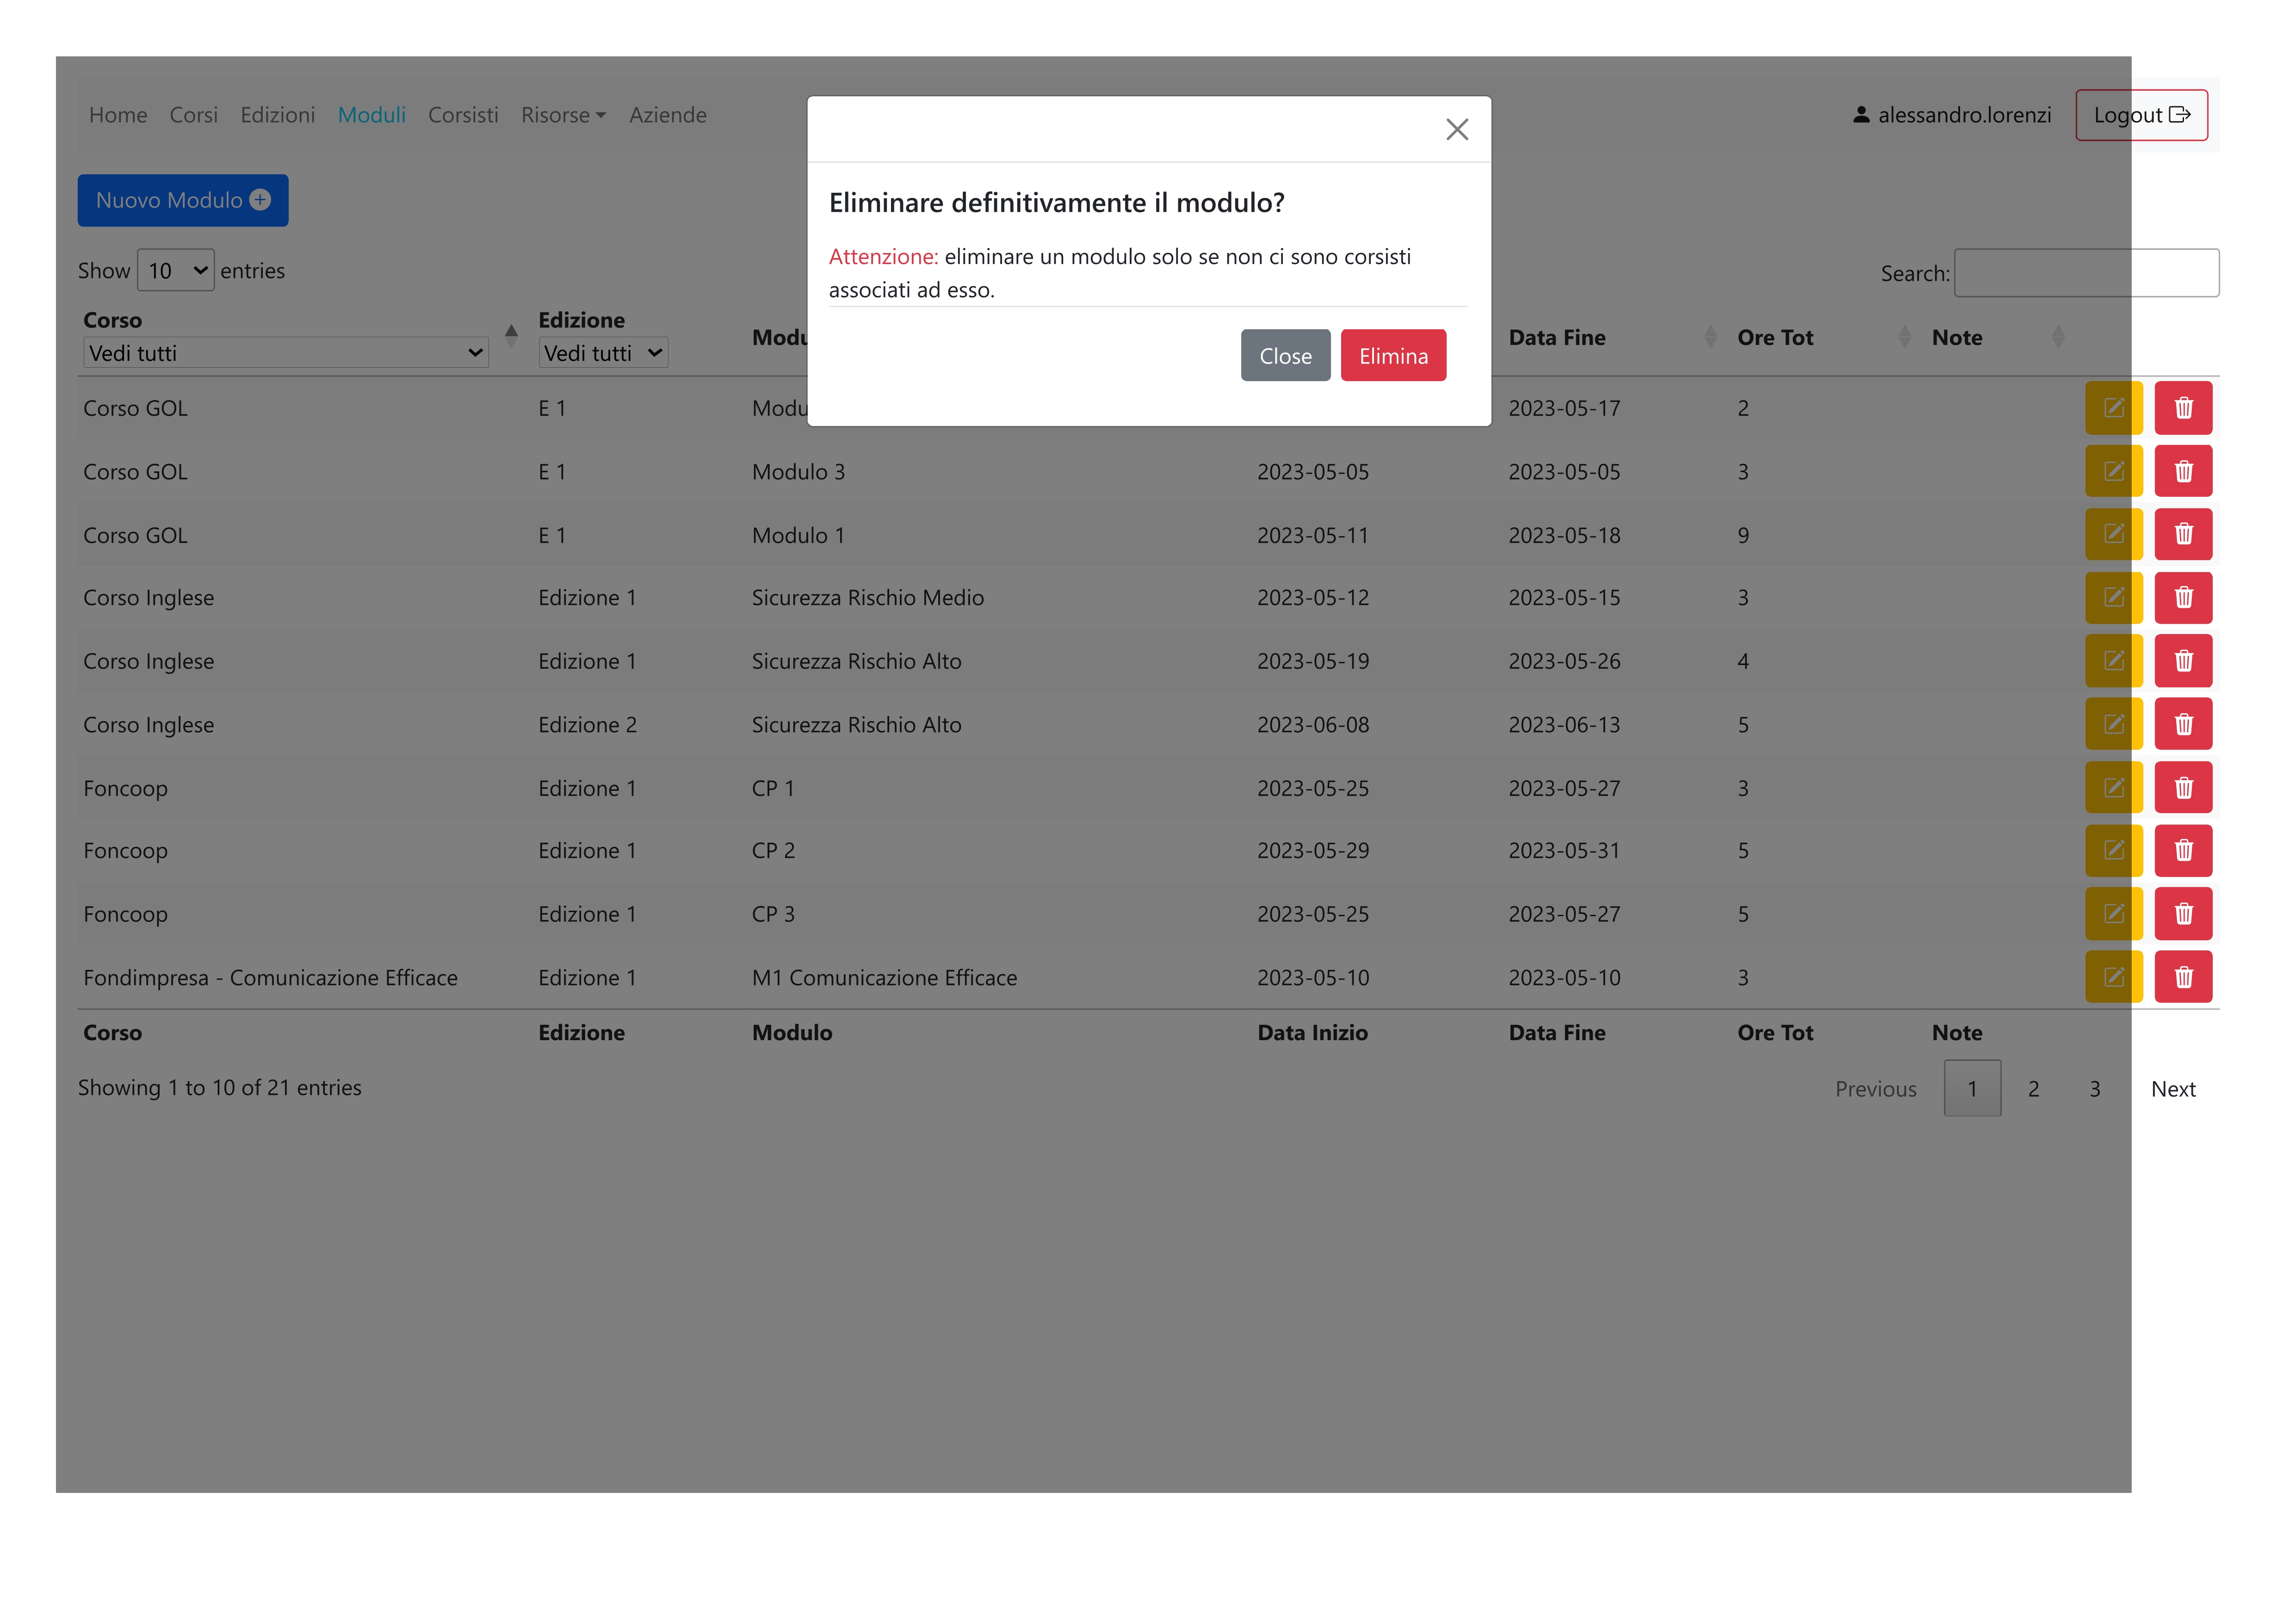 Home Corsi Edizioni Moduli Corsisti Risorse Aziende alessandro.lorenzi Logout
Nuovo Modulo
Eliminare definitivamente il modulo?
Attenzione: eliminare un modulo solo se non ci sono corsisti
associati ad esso.
Close Elimina
Show 10 entries Search:
Corso Edizione Data Fine Ore Tot Note
Vedi tutti Vedi tutti
Corso GOL E 1 2023-05-17 2
Corso GOL E 1 Modulo 3 2023-05-05 2023-05-05 3
Corso GOL E 1 Modulo 1 2023-05-11 2023-05-18 9
Corso Inglese Edizione 1 Sicurezza Rischio Medio 2023-05-12 2023-05-15 3
Corso Inglese Edizione 1 Sicurezza Rischio Alto 2023-05-19 2023-05-26 4
Corso Inglese Edizione 2 Sicurezza Rischio Alto 2023-06-08 2023-06-13 5
Foncoop Edizione 1 CP 1 2023-05-25 2023-05-27 3
Foncoop Edizione 1 CP 2 2023-05-29 2023-05-31 5
Foncoop Edizione 1 CP 3 2023-05-25 2023-05-27 5
Fondimpresa - Comunicazione Efficace Edizione 1 M1 Comunicazione Efficace 2023-05-10 2023-05-10 3
Corso Edizione Modulo Data Inizio Data Fine Ore Tot Note
Showing 1 to 10 of 21 entries Previous 1 2 3 Next